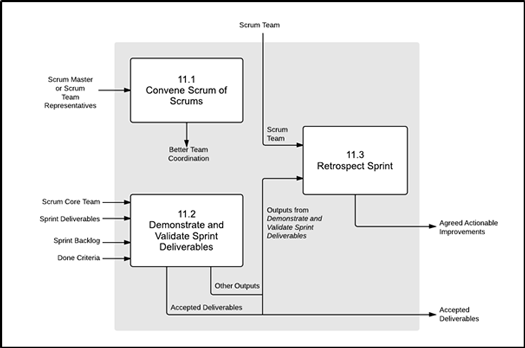 Scrum Team
11.1
Convene Scrum of
Scrums
Scrum Master
or Scrum
Team
Representatives
Scrum
Team
11.3
Retrospect Sprint
Better Team
Coordination
Scrum Core Team
Sprint Deliverables
Sprint Backlog
Done Criteria
11.2
Demonstrate and
Validate Sprint
Deliverables
Outputs from
Demonstrate and
Validate Sprint
Deliverables
Agreed Actionable
Improvements
Other Outputs
Accepted Deliverables
Accepted
Deliverables